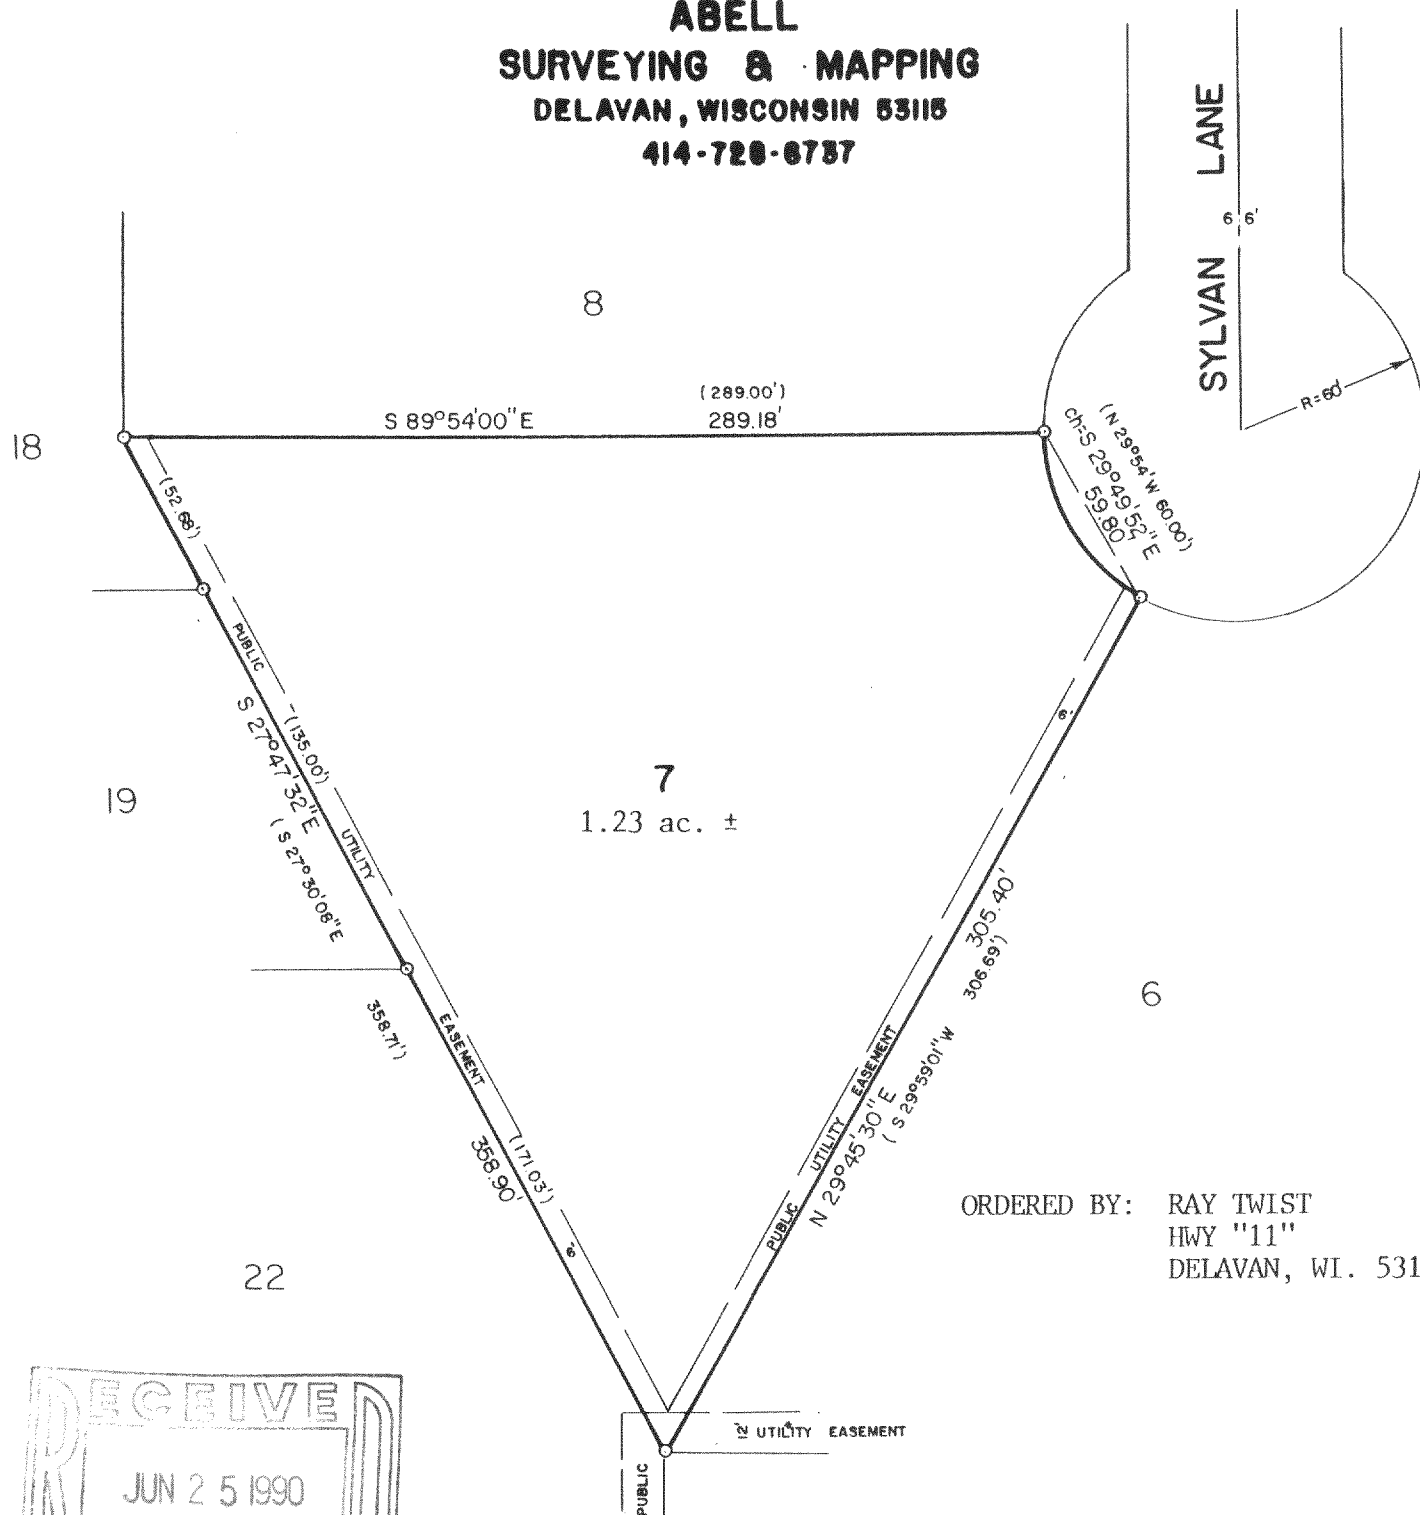 ABELL
SURVEYING & MAPPING
DELAVAN, WISCONSIN 53115
414-728-6737
SYLVAN LANE
66'
R=60'
8
(289.00')
S 89°54'00"E 289.18'
18
(N 29°54'W 60.00')
ch=S 29°49'52"E
59.80'
(52.68')
PUBLIC
(135.00')
S 27°47'32"E
(S 27°30'08"E
UTILITY
19
7
1.23 ac. ±
6'
305.40'
306.69')
6
358.71')
EASEMENT
(171.03')
358.90'
6'
PUBLIC UTILITY EASEMENT
N 29°45'30"E
(S 29°59'01"W
22
ORDERED BY: RAY TWIST
HWY "11"
DELAVAN, WI. 531
12' UTILITY EASEMENT
PUBLIC
RECEIVED
JUN 25 1990